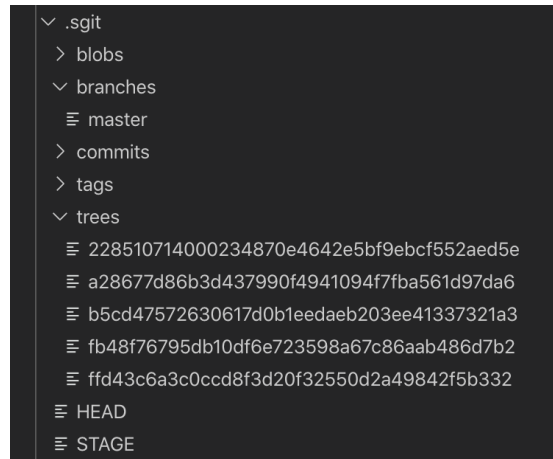 .sgit
blobs
branches
master
commits
tags
trees
228510714000234870e4642e5bf9ebcf552aed5e
a28677d86b3d437990f4941094f7fba561d97da6
b5cd47572630617d0b1eedaeb203ee41337321a3
fb48f76795db10df6e723598a67c86aab486d7b2
ffd43c6a3c0ccd8f3d20f32550d2a49842f5b332
HEAD
STAGE